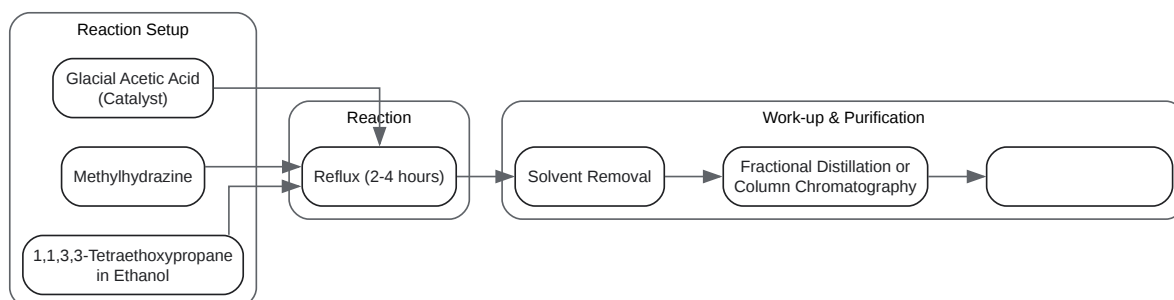 Reaction Setup
Glacial Acetic Acid
(Catalyst)
Methylhydrazine
1,1,3,3-Tetraethoxypropane
in Ethanol
Reaction
Reflux (2-4 hours)
Work-up & Purification
Solvent Removal
Fractional Distillation or
Column Chromatography